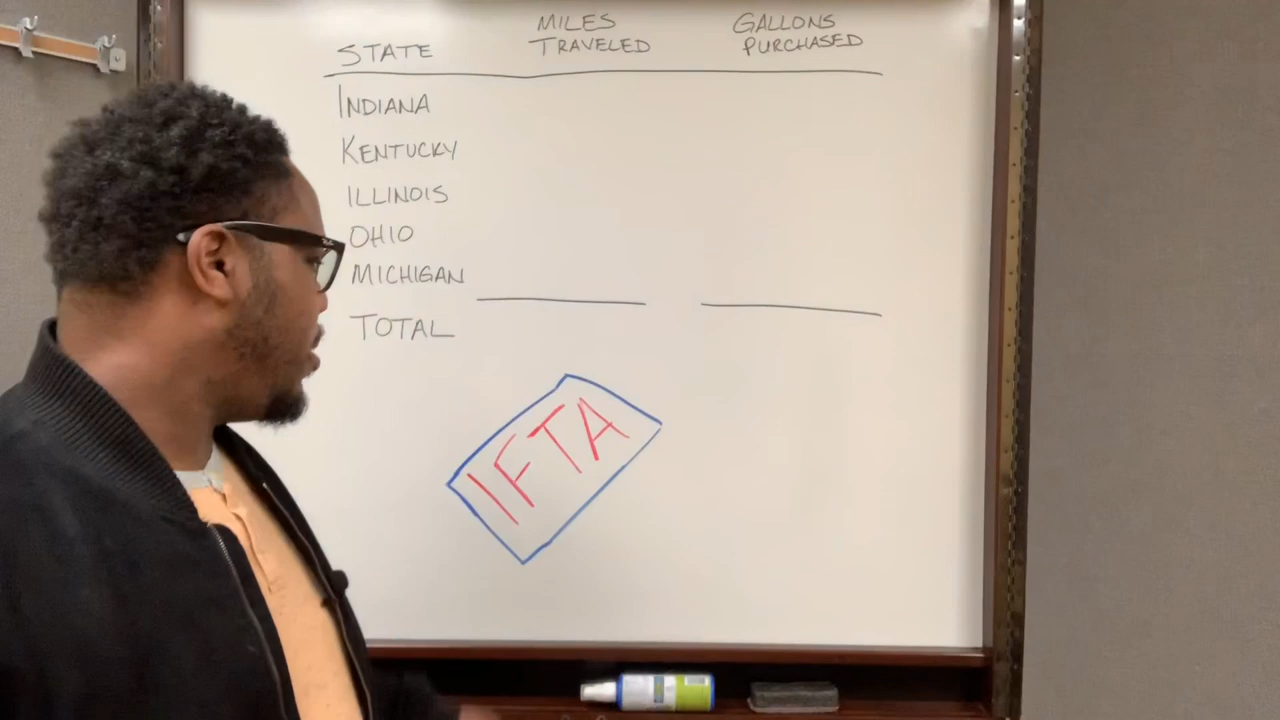 STATE MILES TRAVELED GALLONS PURCHASED
INDIANA
KENTUCKY
ILLINOIS
OHIO
MICHIGAN
TOTAL
IFTA